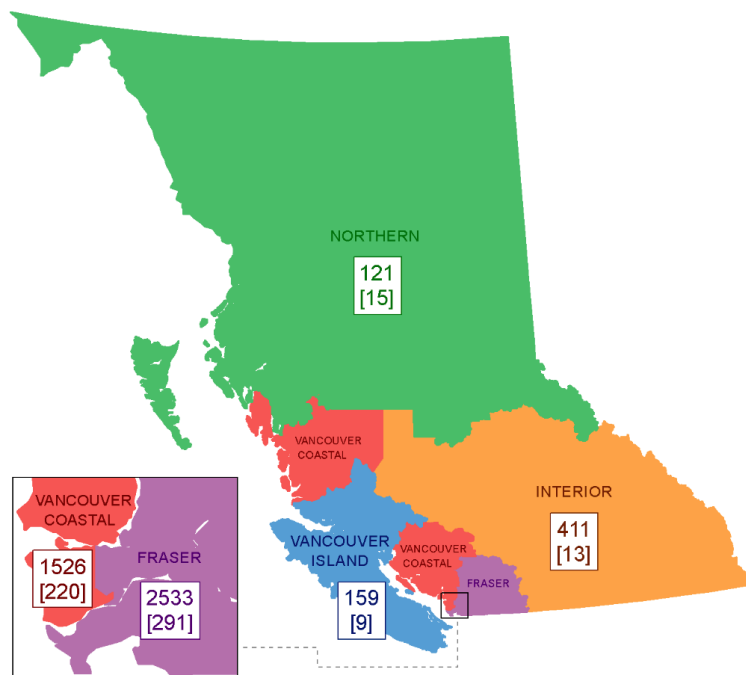 NORTHERN
121
[15]
VANCOUVER
COASTAL
INTERIOR
411
[13]
VANCOUVER
COASTAL
1526
[220]
FRASER
2533
[291]
VANCOUVER
ISLAND
159
[9]
VANCOUVER
COASTAL
FRASER